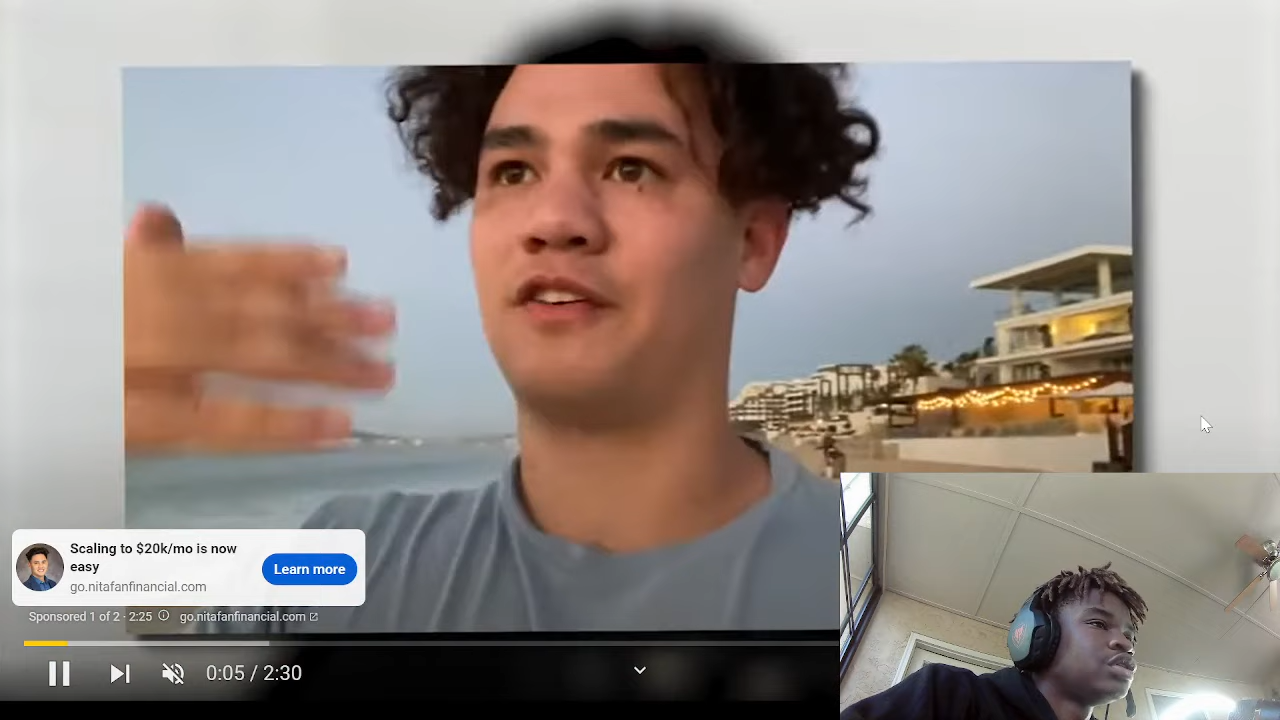 Scaling to $20k/mo is now
easy
go.nitafanfinancial.com
Learn more
Sponsored 1 of 2 · 2:25 go.nitafanfinancial.com
0:05 / 2:30